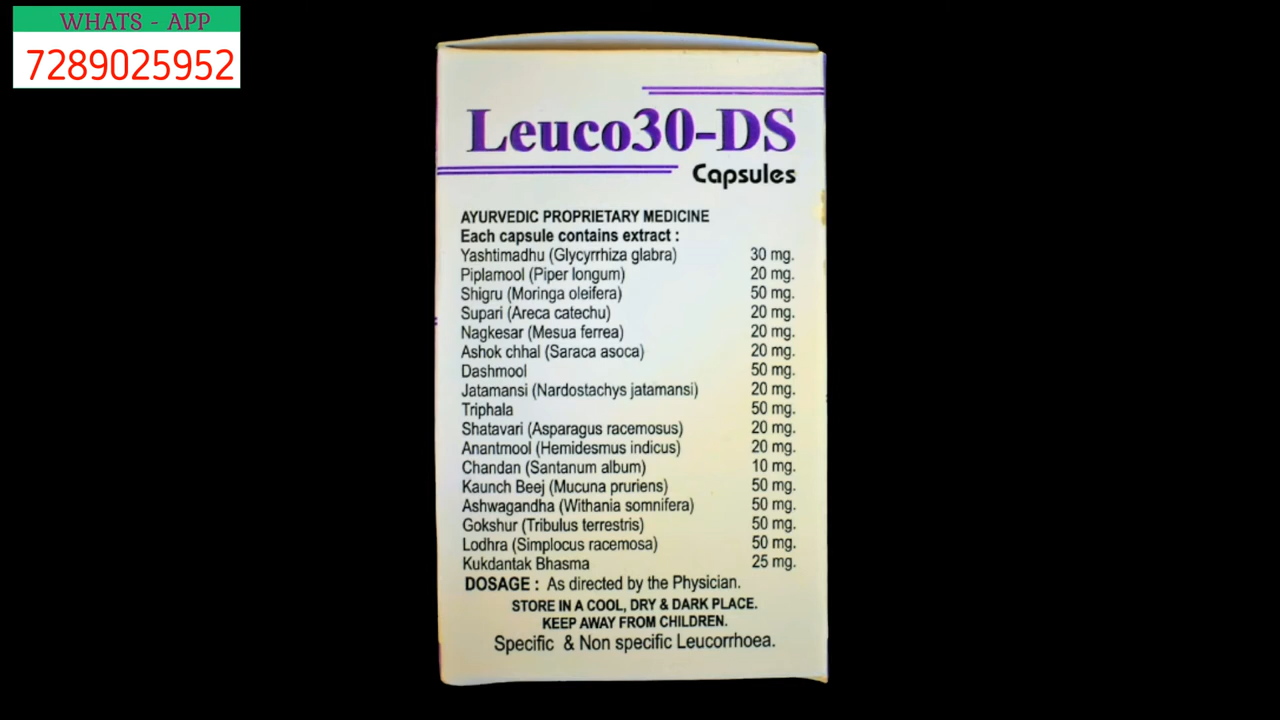 WHATS - APP
7289025952
Leuco30-DS
Capsules
AYURVEDIC PROPRIETARY MEDICINE
Each capsule contains extract :
Yashtimadhu (Glycyrrhiza glabra) 30 mg.
Piplamool (Piper longum) 20 mg.
Shigru (Moringa oleifera) 50 mg.
Supari (Areca catechu) 20 mg.
Nagkesar (Mesua ferrea) 20 mg.
Ashok chhal (Saraca asoca) 20 mg.
Dashmool 50 mg.
Jatamansi (Nardostachys jatamansi) 20 mg.
Triphala 50 mg.
Shatavari (Asparagus racemosus) 20 mg.
Anantmool (Hemidesmus indicus) 20 mg.
Chandan (Santanum album) 10 mg.
Kaunch Beej (Mucuna pruriens) 50 mg.
Ashwagandha (Withania somnifera) 50 mg.
Gokshur (Tribulus terrestris) 50 mg.
Lodhra (Simplocus racemosa) 50 mg.
Kukdantak Bhasma 25 mg.
DOSAGE : As directed by the Physician.
STORE IN A COOL, DRY & DARK PLACE.
KEEP AWAY FROM CHILDREN.
Specific & Non specific Leucorrhoea.